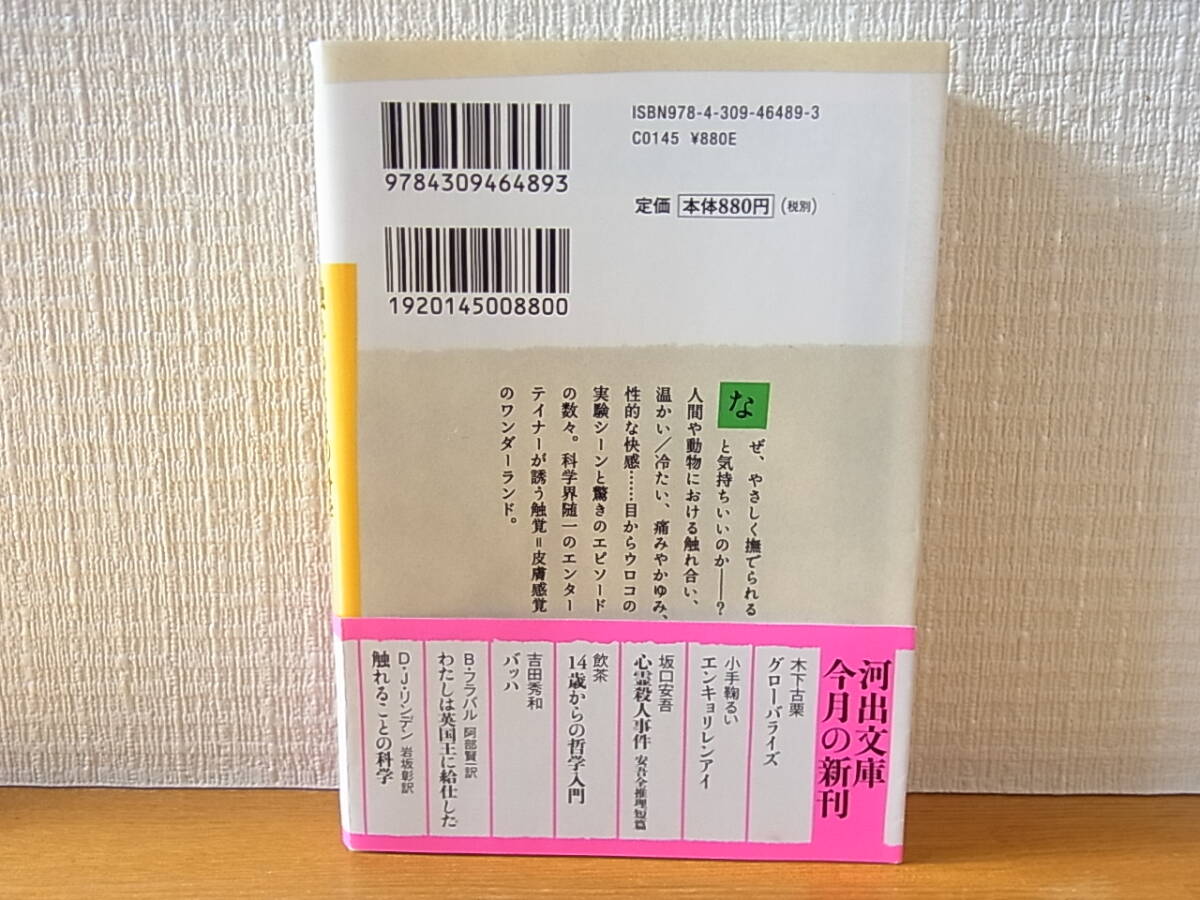 ISBN978-4-309-46489-3
C0145 ¥880E
9784309464893
定価 本体880円(税別)
1920145008800
なぜ、やさしく撫でられる
と気持ちいいのか――?
人間や動物における触れ合い、
温かい/冷たい、痛みやかゆみ、
性的な快感……目からウロコの
実験シーンと驚きのエピソード
の数々。科学界随一のエンター
テイナーが誘う触覚=皮膚感覚
のワンダーランド。
河出文庫
今月の新刊
木下古栗
グローバライズ
小手鞠るい
エンキョリレンアイ
坂口安吾
心霊殺人事件 安吾全推理短篇
飲茶
14歳からの哲学入門
吉田秀和
バッハ
B・フラバル 阿部賢一訳
わたしは英国王に給仕した
D・J・リンデン 岩坂彰訳
触れることの科学